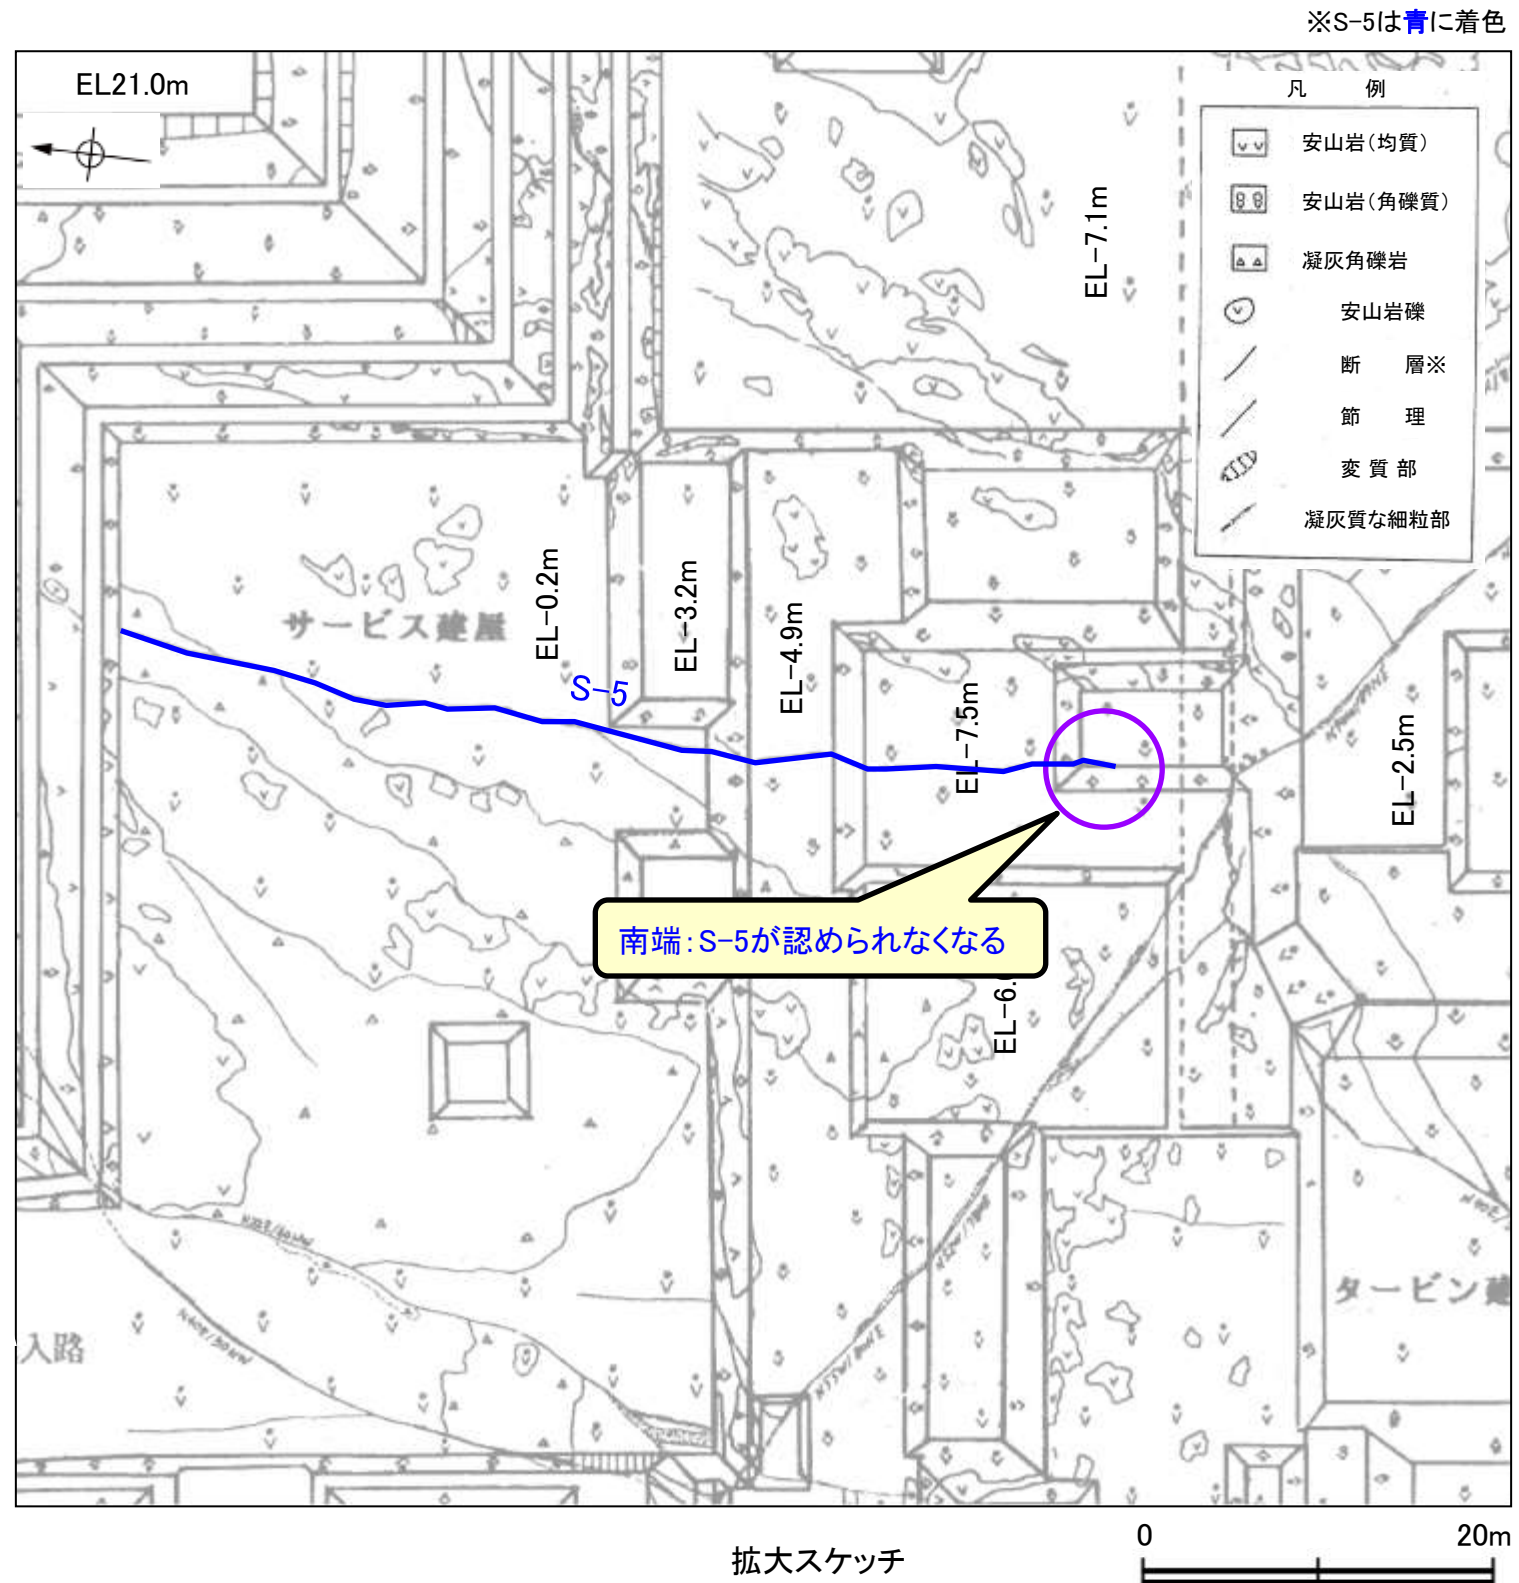 ※S-5は青に着色
EL21.0m
凡　例
安山岩(均質)
安山岩(角礫質)
凝灰角礫岩
安山岩礫
断　層※
節　理
変 質 部
凝灰質な細粒部
EL-7.1m
サービス建屋
EL-0.2m
EL-3.2m
EL-4.9m
S-5
EL-7.5m
EL-2.5m
南端:S-5が認められなくなる
EL-6.
タービン建
入路
拡大スケッチ
0 20m